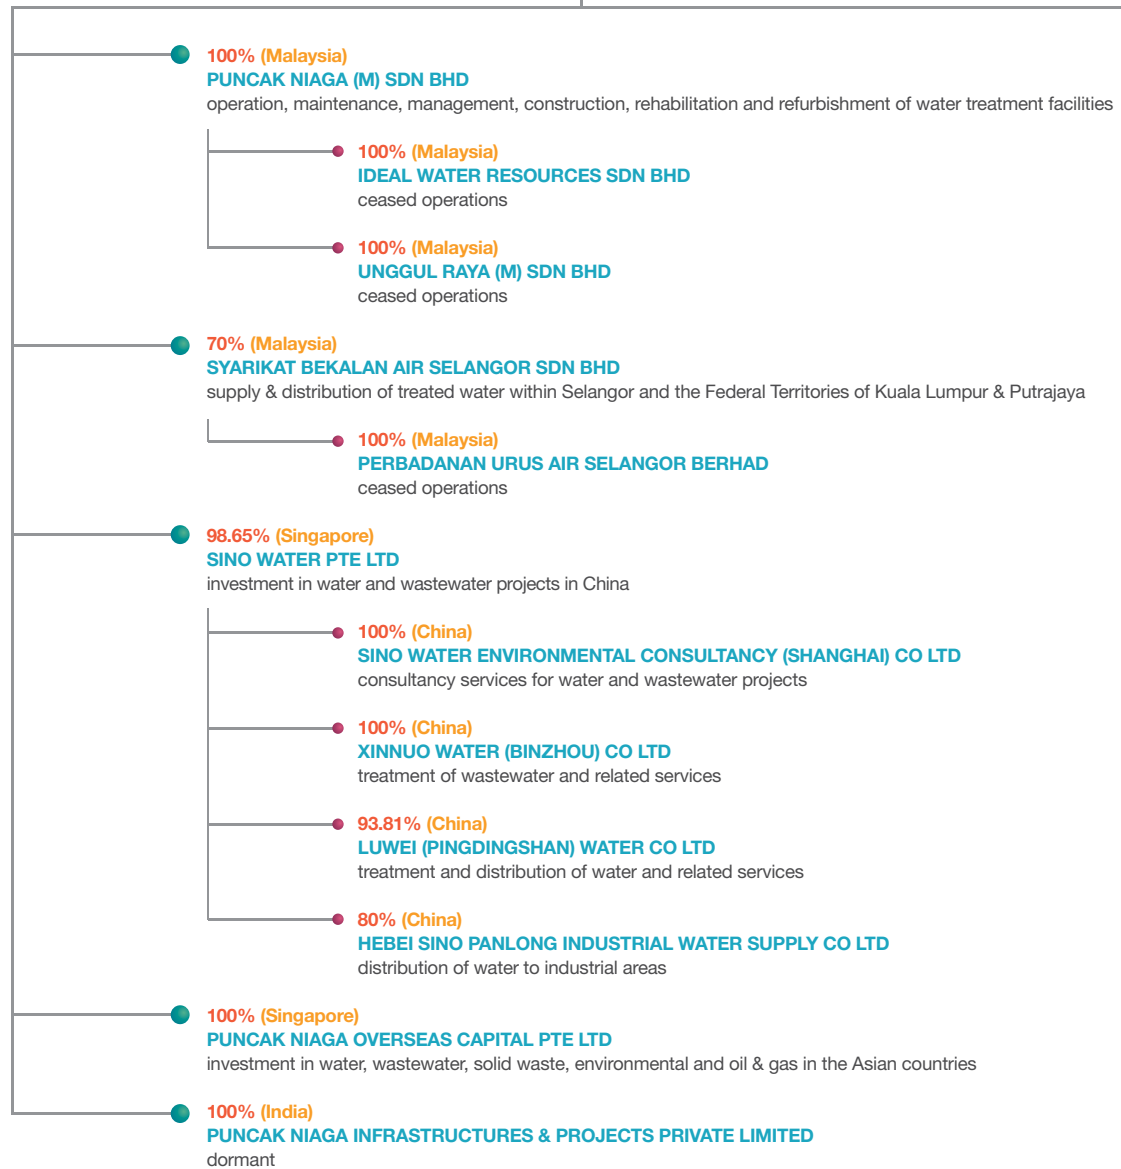 100% (Malaysia)
PUNCAK NIAGA (M) SDN BHD
operation, maintenance, management, construction, rehabilitation and refurbishment of water treatment facilities
100% (Malaysia)
IDEAL WATER RESOURCES SDN BHD
ceased operations
100% (Malaysia)
UNGGUL RAYA (M) SDN BHD
ceased operations
70% (Malaysia)
SYARIKAT BEKALAN AIR SELANGOR SDN BHD
supply & distribution of treated water within Selangor and the Federal Territories of Kuala Lumpur & Putrajaya
100% (Malaysia)
PERBADANAN URUS AIR SELANGOR BERHAD
ceased operations
98.65% (Singapore)
SINO WATER PTE LTD
investment in water and wastewater projects in China
100% (China)
SINO WATER ENVIRONMENTAL CONSULTANCY (SHANGHAI) CO LTD
consultancy services for water and wastewater projects
100% (China)
XINNUO WATER (BINZHOU) CO LTD
treatment of wastewater and related services
93.81% (China)
LUWEI (PINGDINGSHAN) WATER CO LTD
treatment and distribution of water and related services
80% (China)
HEBEI SINO PANLONG INDUSTRIAL WATER SUPPLY CO LTD
distribution of water to industrial areas
100% (Singapore)
PUNCAK NIAGA OVERSEAS CAPITAL PTE LTD
investment in water, wastewater, solid waste, environmental and oil & gas in the Asian countries
100% (India)
PUNCAK NIAGA INFRASTRUCTURES & PROJECTS PRIVATE LIMITED
dormant